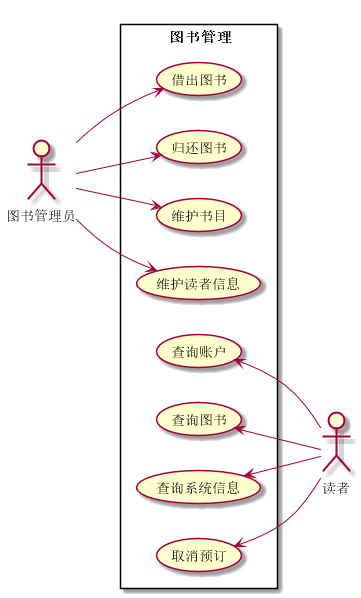 图书管理
借出图书
归还图书
图书管理员
维护书目
维护读者信息
查询账户
查询图书
查询系统信息
读者
取消预订